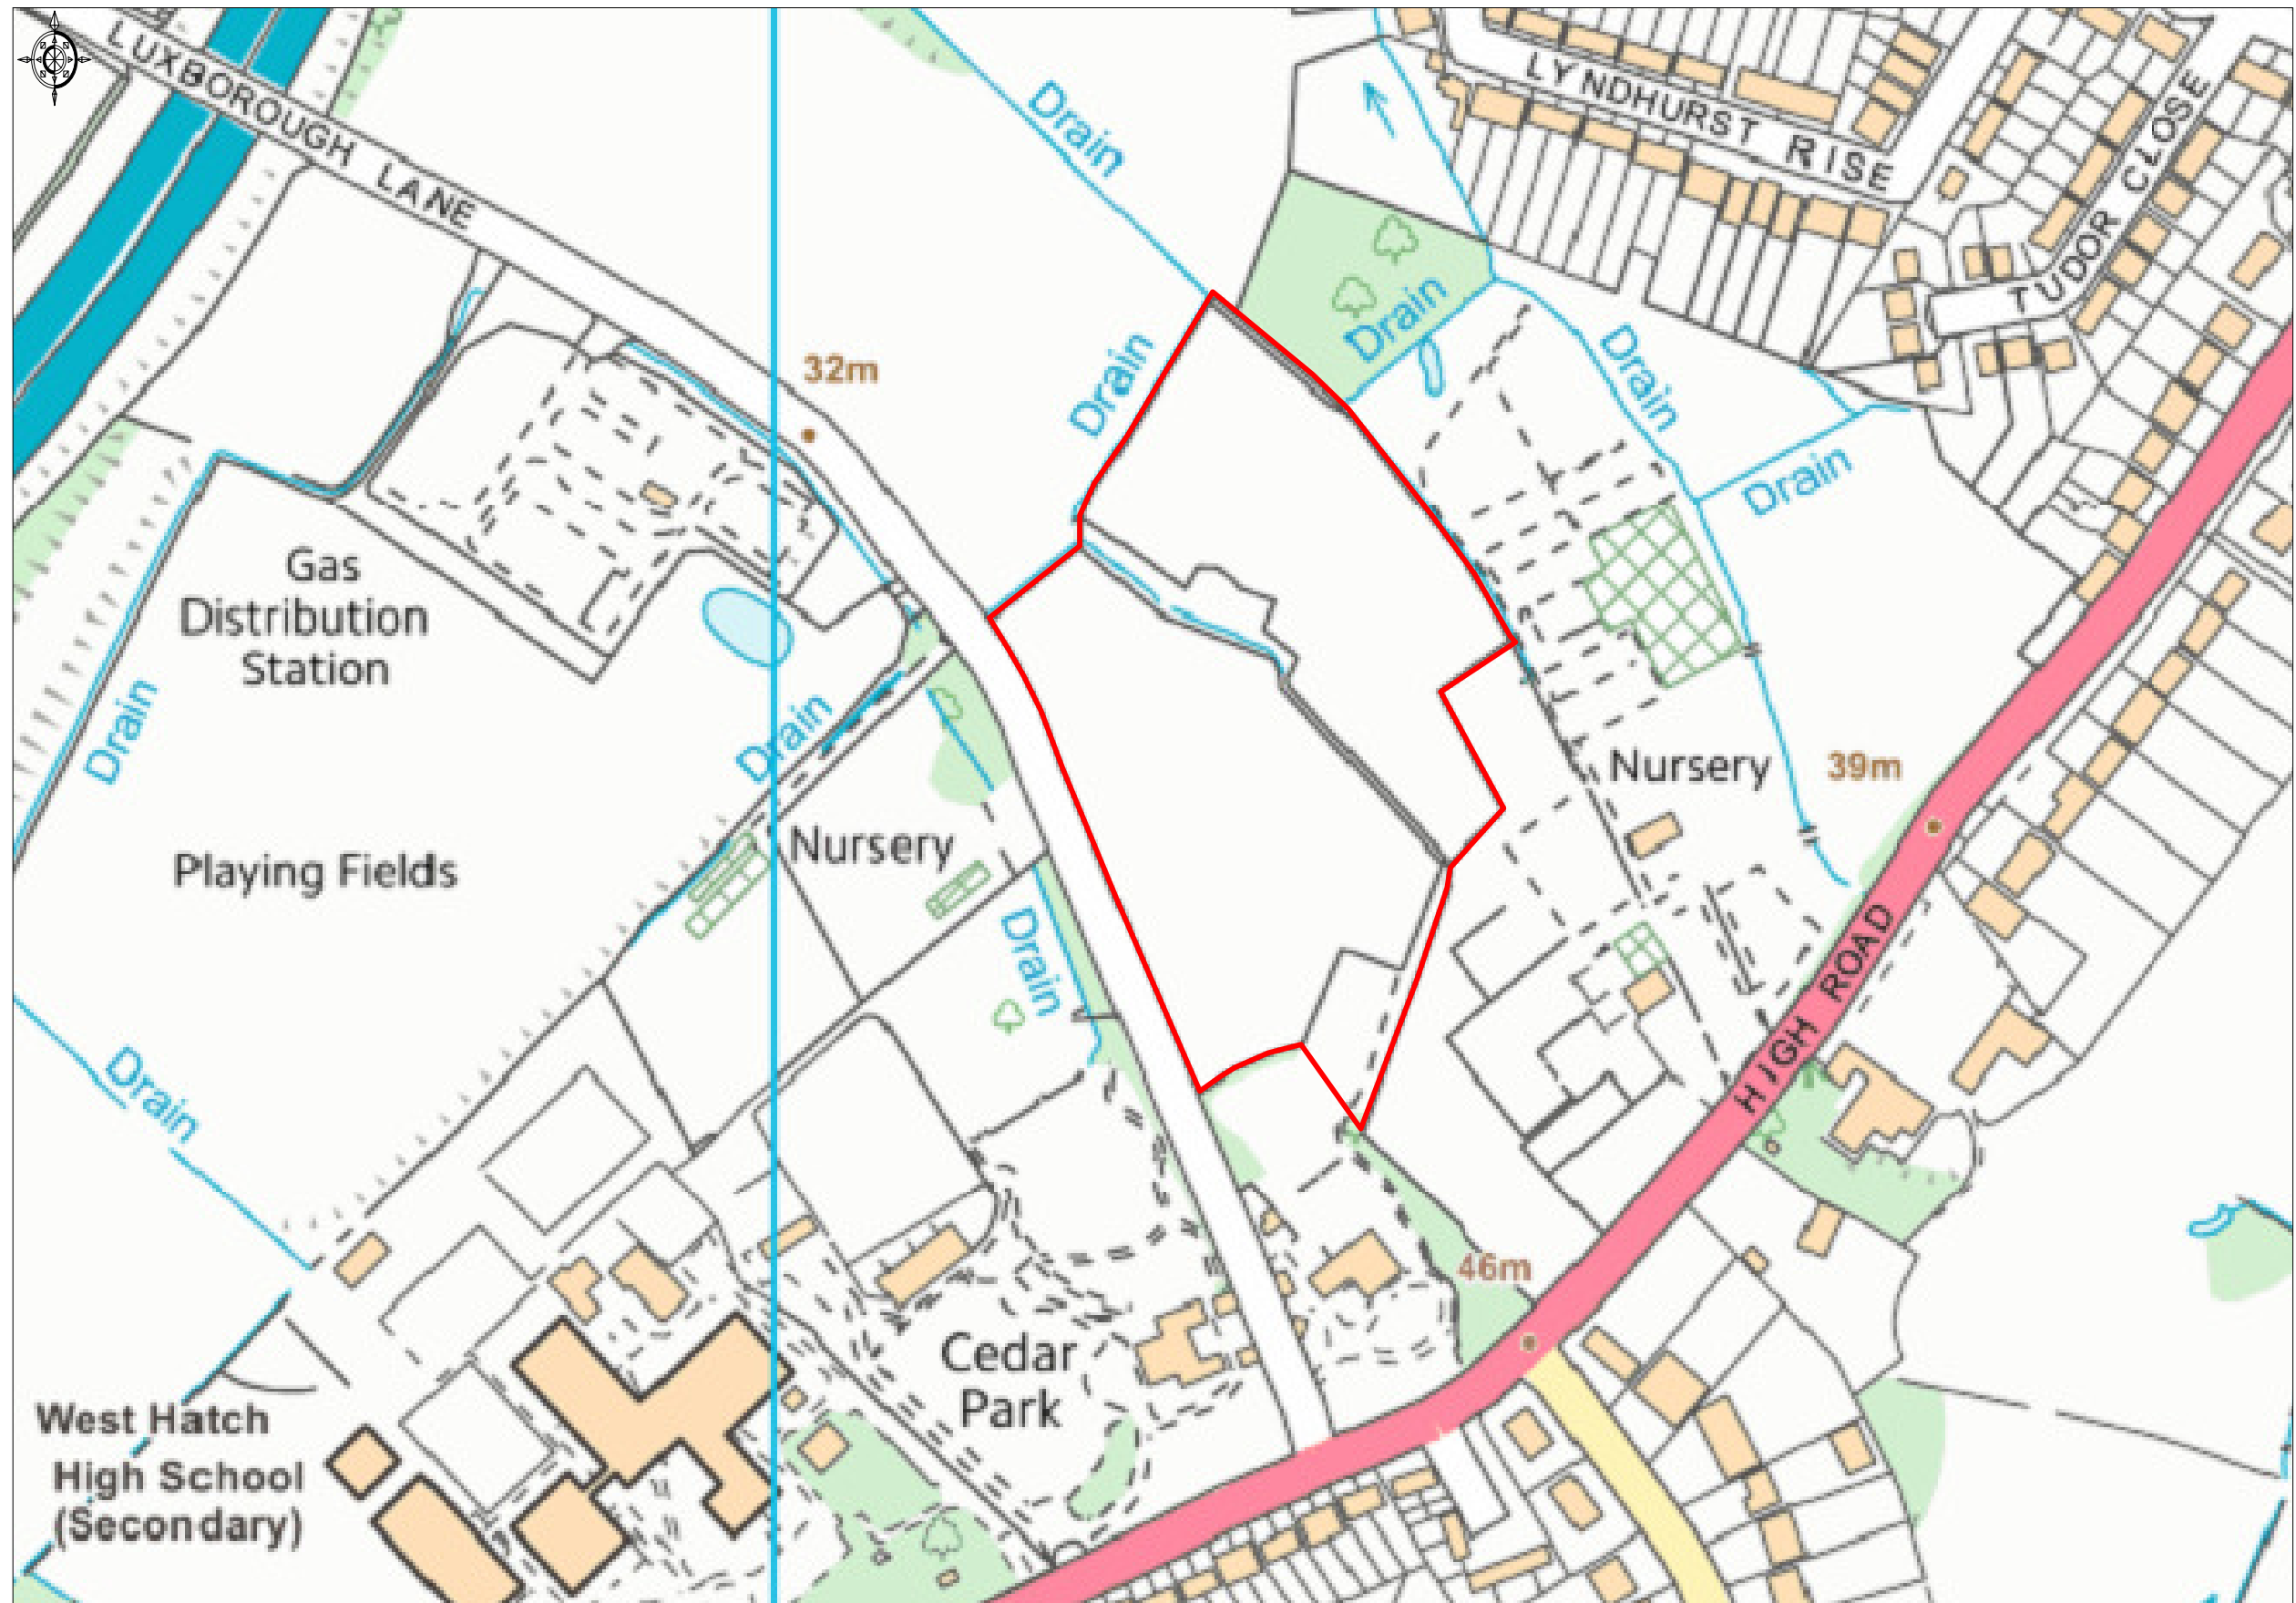 LUXBOROUGH LANE
Drain
LYNDHURST RISE
TUDOR CLOSE
32m
Drain
Drain
Drain
Drain
Gas
Distribution
Station
Drain
Drain
Nursery
39m
Nursery
Playing Fields
Drain
HIGH ROAD
Drain
46m
Cedar
Park
West Hatch
High School
(Secondary)